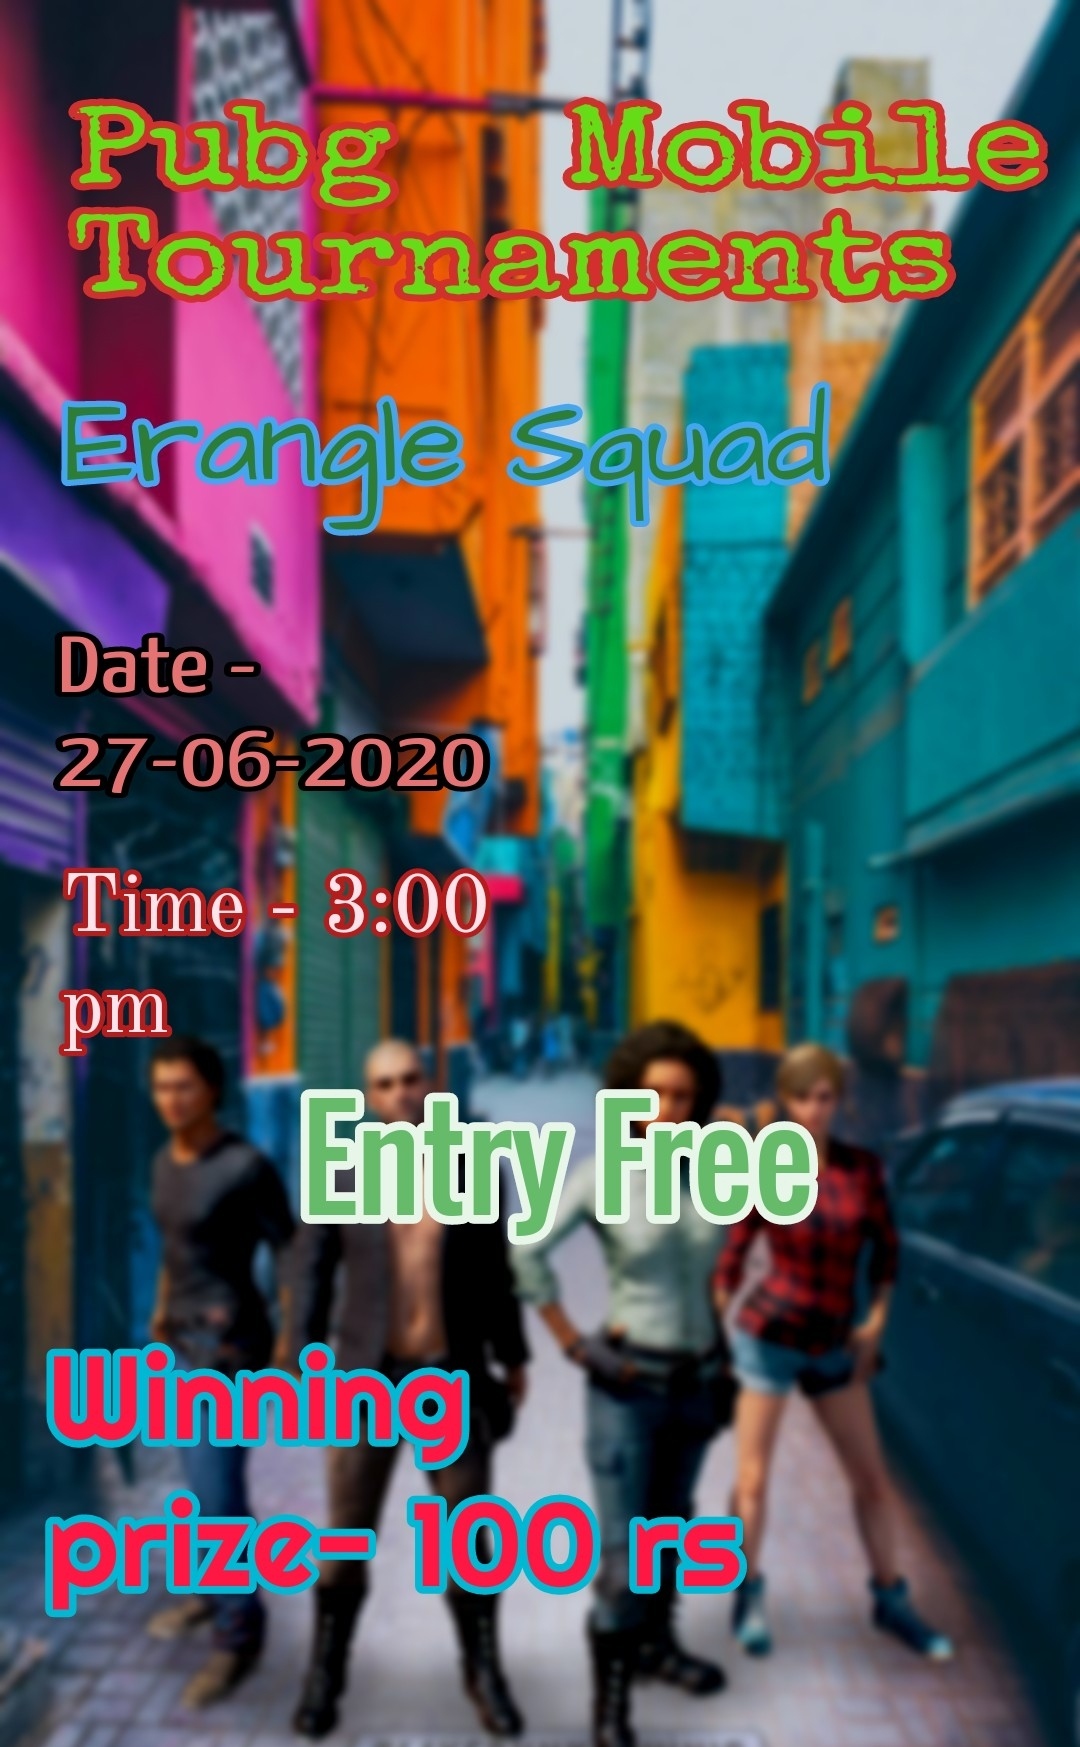 Pubg Mobile
Tournaments
Erangle Squad
Date -
27-06-2020
Time - 3:00
pm
Entry Free
Winning
prize- 100 rs